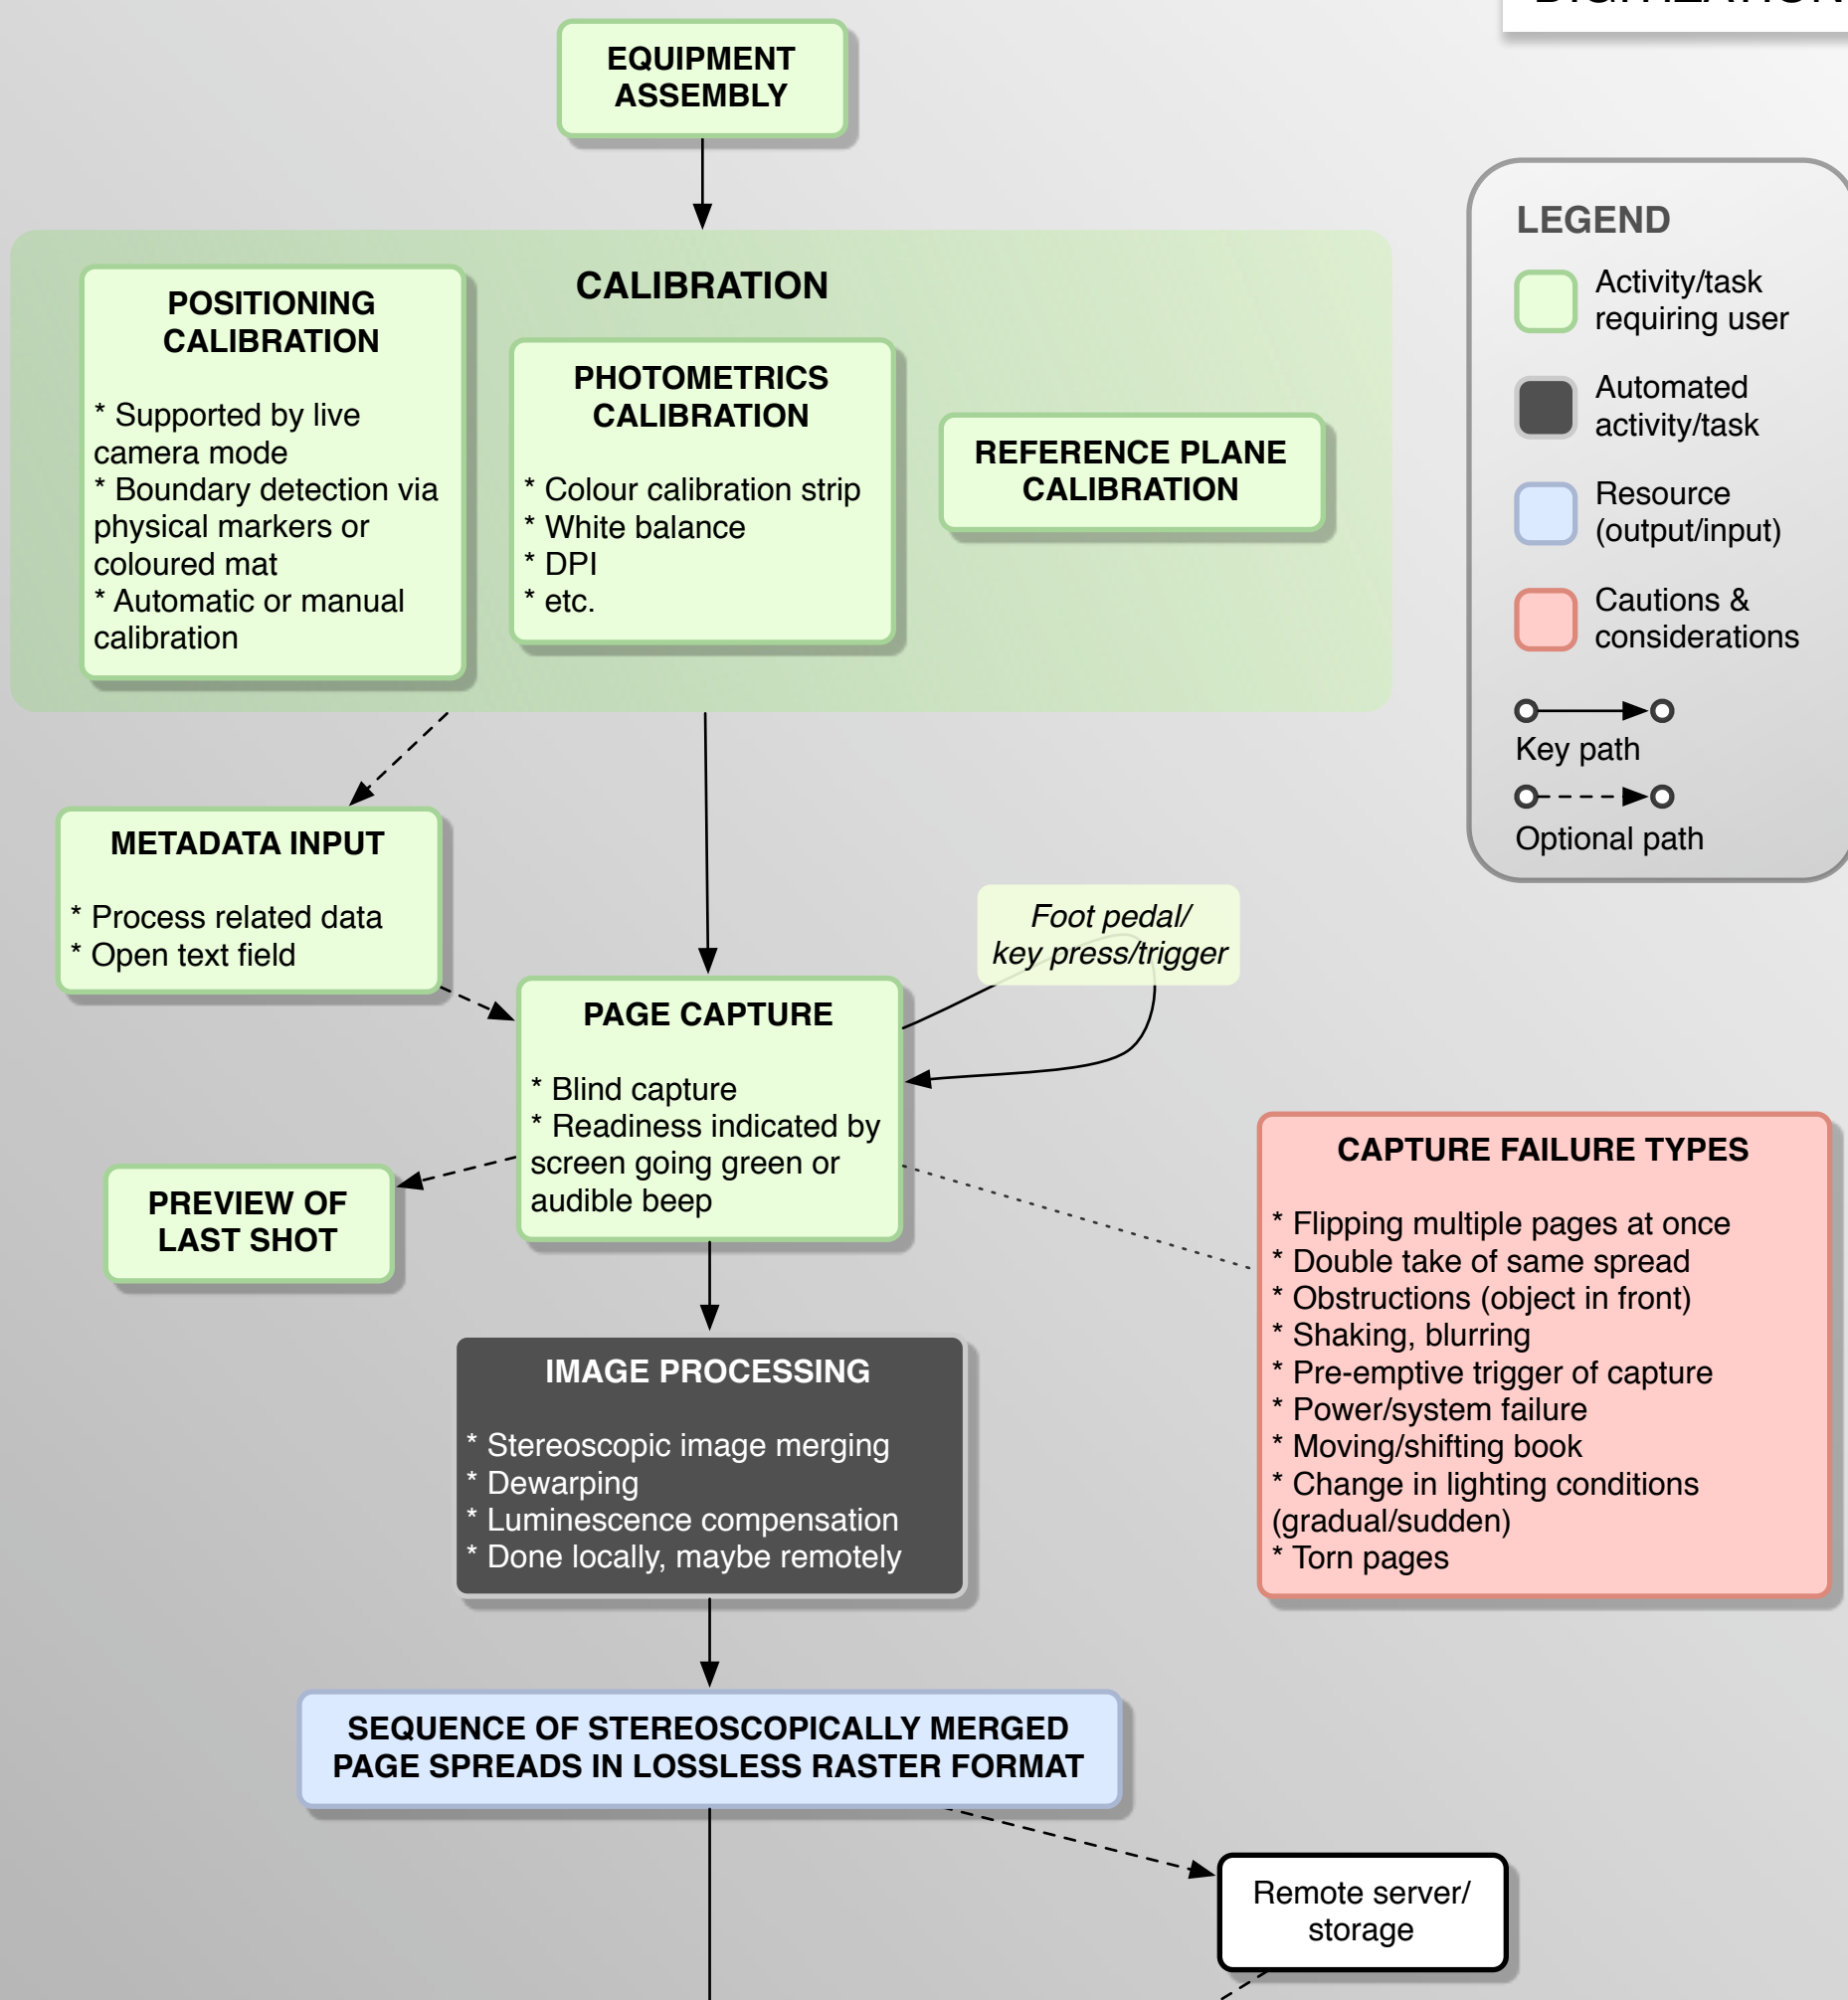 EQUIPMENT
ASSEMBLY
CALIBRATION
POSITIONING
CALIBRATION
* Supported by live
camera mode
* Boundary detection via
physical markers or
coloured mat
* Automatic or manual
calibration
PHOTOMETRICS
CALIBRATION
* Colour calibration strip
* White balance
* DPI
* etc.
REFERENCE PLANE
CALIBRATION
LEGEND
Activity/task
requiring user
Automated
activity/task
Resource
(output/input)
Cautions &
considerations
Key path
Optional path
METADATA INPUT
* Process related data
* Open text field
Foot pedal/
key press/trigger
PAGE CAPTURE
* Blind capture
* Readiness indicated by
screen going green or
audible beep
PREVIEW OF
LAST SHOT
CAPTURE FAILURE TYPES
* Flipping multiple pages at once
* Double take of same spread
* Obstructions (object in front)
* Shaking, blurring
* Pre-emptive trigger of capture
* Power/system failure
* Moving/shifting book
* Change in lighting conditions
(gradual/sudden)
* Torn pages
IMAGE PROCESSING
* Stereoscopic image merging
* Dewarping
* Luminescence compensation
* Done locally, maybe remotely
SEQUENCE OF STEREOSCOPICALLY MERGED
PAGE SPREADS IN LOSSLESS RASTER FORMAT
Remote server/
storage